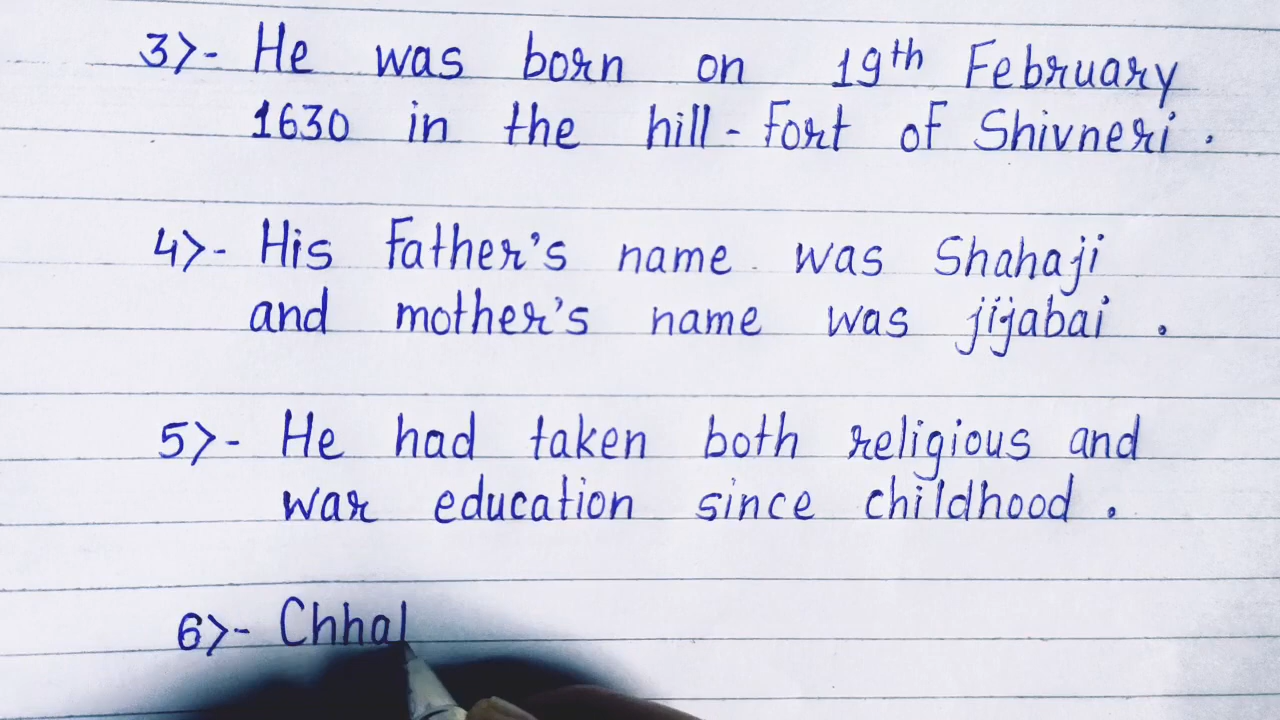 3)- He was born on 19th February
1630 in the hill-fort of Shivneri.
4)- His father's name was Shahaji
and mother's name was jijabai.
5)- He had taken both religious and
war education since childhood.
6)- Chhal